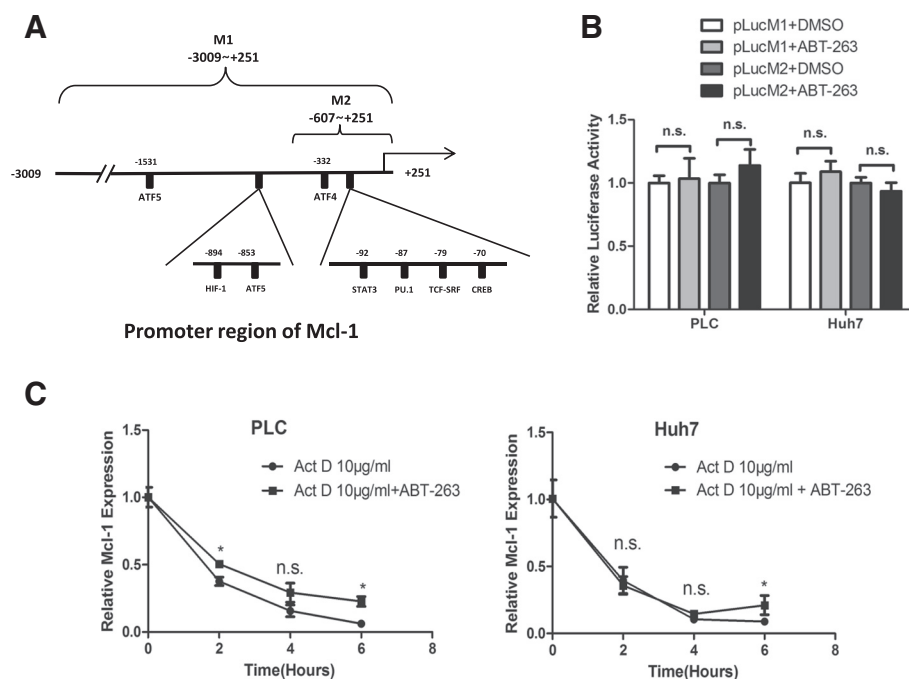 A
M1
-3009~+251
M2
-607~+251
-3009
-1531
-332
+251
ATF5
ATF4
-894
-853
HIF-1
ATF5
-92
-87
-79
-70
STAT3
PU.1
TCF-SRF
CREB
Promoter region of Mcl-1
B
pLucM1+DMSO
pLucM1+ABT-263
pLucM2+DMSO
pLucM2+ABT-263
Relative Luciferase Activity
1.5
1.0
0.5
0.0
n.s.
n.s.
n.s.
n.s.
PLC
Huh7
C
PLC
Relative Mcl-1 Expression
1.5
1.0
0.5
0.0
Act D 10μg/ml
Act D 10μg/ml+ABT-263
*
n.s.
*
0
2
4
6
8
Time(Hours)
Huh7
Relative Mcl-1 Expression
1.5
1.0
0.5
0.0
Act D 10μg/ml
Act D 10μg/ml + ABT-263
n.s.
n.s.
*
0
2
4
6
8
Time(Hours)